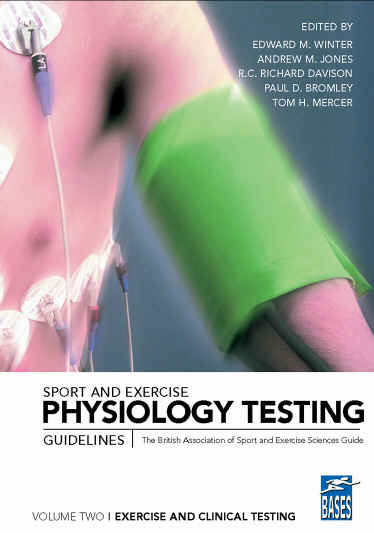 EDITED BY
EDWARD M. WINTER
ANDREW M. JONES
R.C. RICHARD DAVISON
PAUL D. BROMLEY
TOM H. MERCER
SPORT AND EXERCISE
PHYSIOLOGY TESTING
GUIDELINES | The British Association of Sport and Exercise Sciences Guide
BASES
VOLUME TWO | EXERCISE AND CLINICAL TESTING